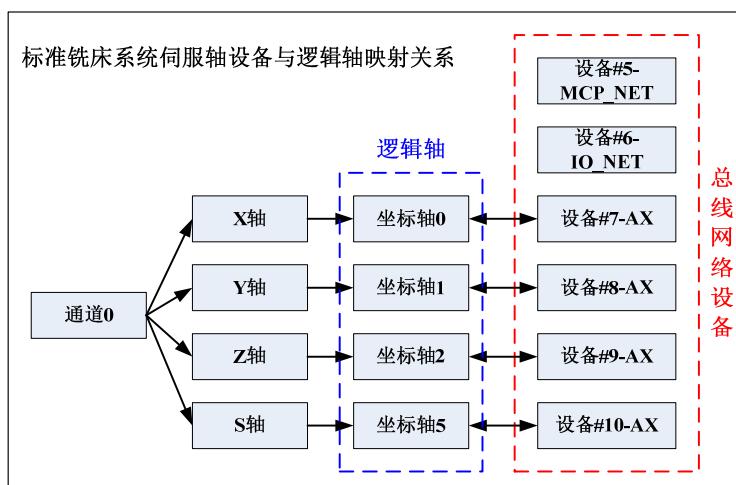 标准铣床系统伺服轴设备与逻辑轴映射关系
设备#5-
MCP_NET
设备#6-
IO_NET
逻辑轴
总线网络设备
X轴
坐标轴0
设备#7-AX
Y轴
坐标轴1
设备#8-AX
通道0
Z轴
坐标轴2
设备#9-AX
S轴
坐标轴5
设备#10-AX